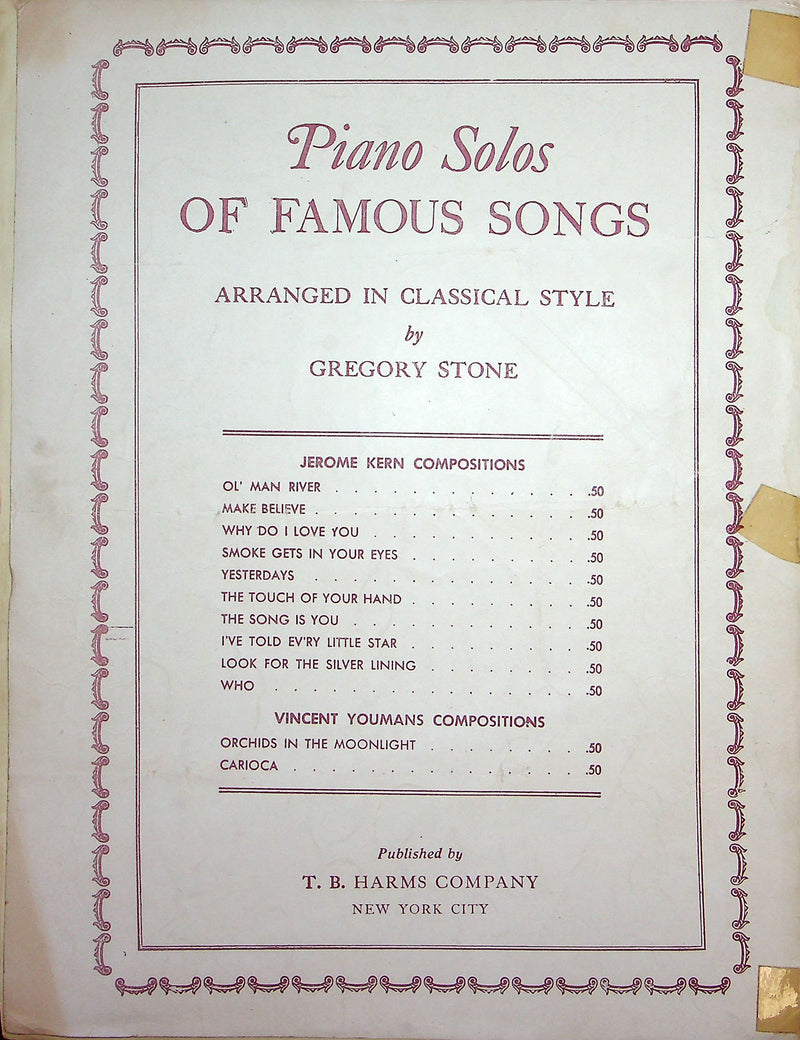 Piano Solos
OF FAMOUS SONGS
ARRANGED IN CLASSICAL STYLE
by
GREGORY STONE
JEROME KERN COMPOSITIONS
OL' MAN RIVER . . . . . . . . . . . . . .50
MAKE BELIEVE . . . . . . . . . . . . . . .50
WHY DO I LOVE YOU . . . . . . . . . . . .50
SMOKE GETS IN YOUR EYES . . . . . . . . . .50
YESTERDAYS . . . . . . . . . . . . . . .50
THE TOUCH OF YOUR HAND . . . . . . . . . .50
THE SONG IS YOU . . . . . . . . . . . . .50
I'VE TOLD EV'RY LITTLE STAR . . . . . . . . .50
LOOK FOR THE SILVER LINING . . . . . . . . .50
WHO . . . . . . . . . . . . . . . . .50
VINCENT YOUMANS COMPOSITIONS
ORCHIDS IN THE MOONLIGHT . . . . . . . . .50
CARIOCA . . . . . . . . . . . . . . . .50
Published by
T. B. HARMS COMPANY
NEW YORK CITY